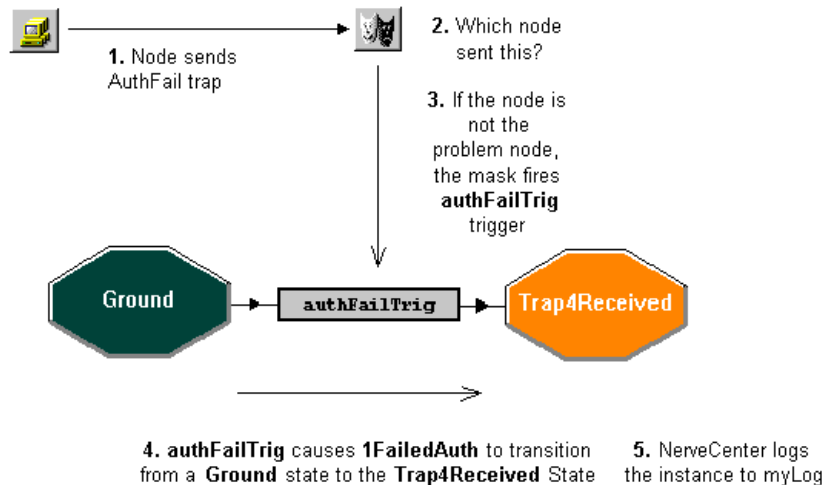 1. Node sends
AuthFail trap
2. Which node
sent this?
3. If the node is
not the
problem node,
the mask fires
authFailTrig
trigger
Ground
authFailTrig
Trap4Received
4. authFailTrig causes 1FailedAuth to transition
from a Ground state to the Trap4Received State
5. NerveCenter logs
the instance to myLog